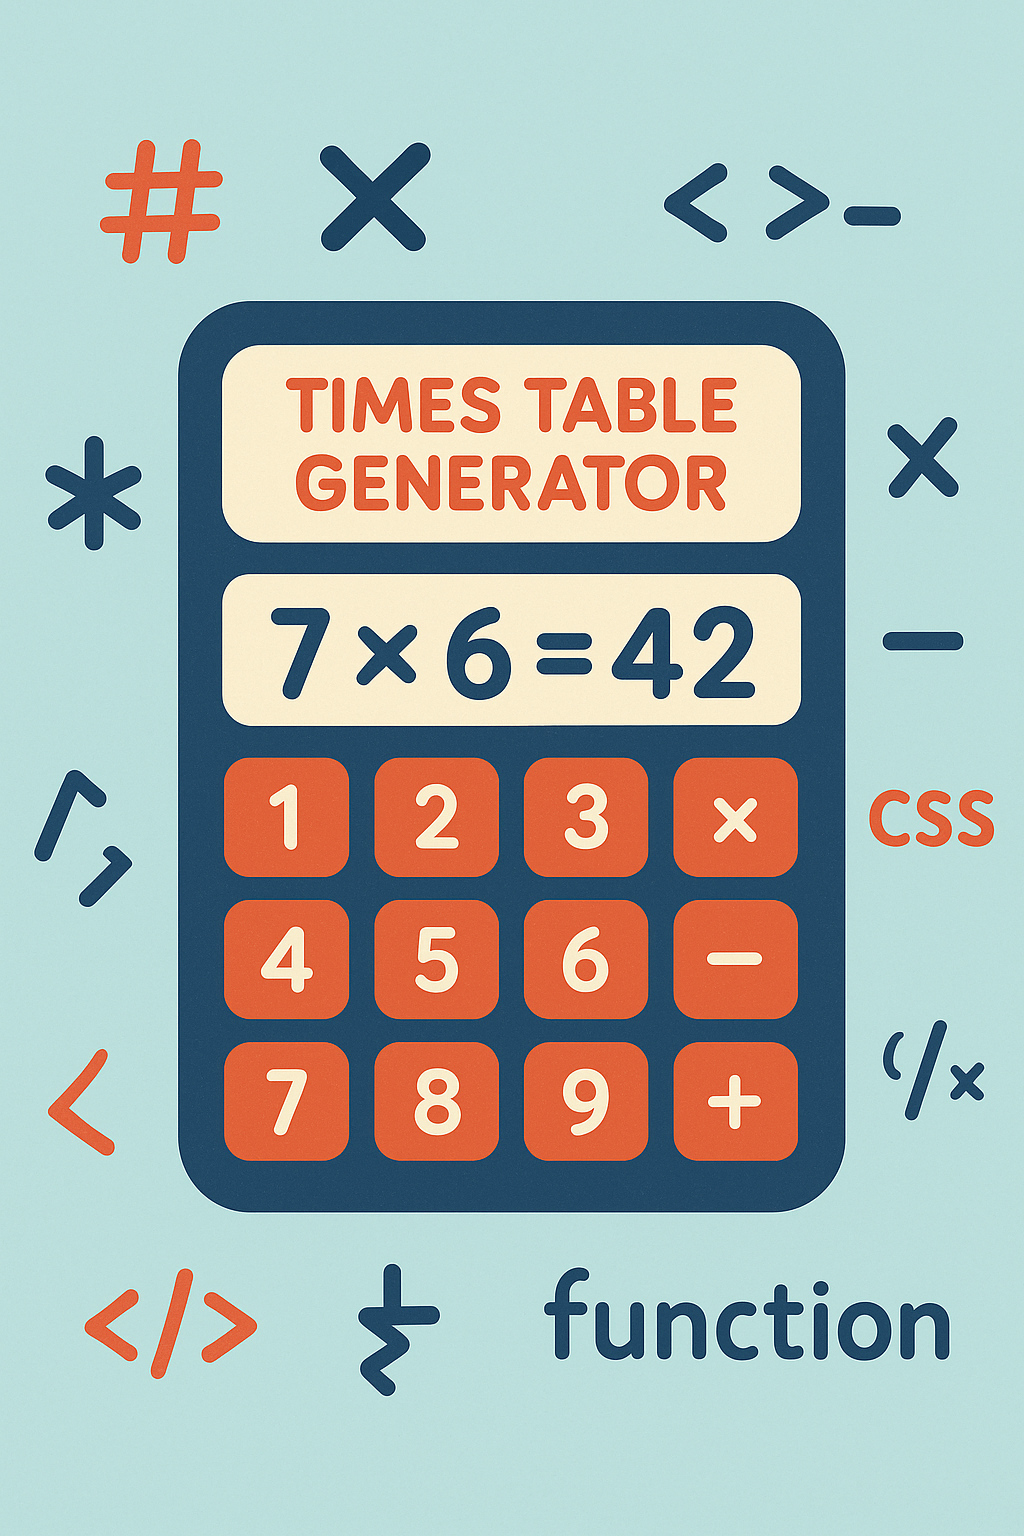 # × <>-
TIMES TABLE
GENERATOR
*
×
7×6=42
-
1 2 3 ×
CSS
4 5 6 -
7 8 9 +
<
</>
function